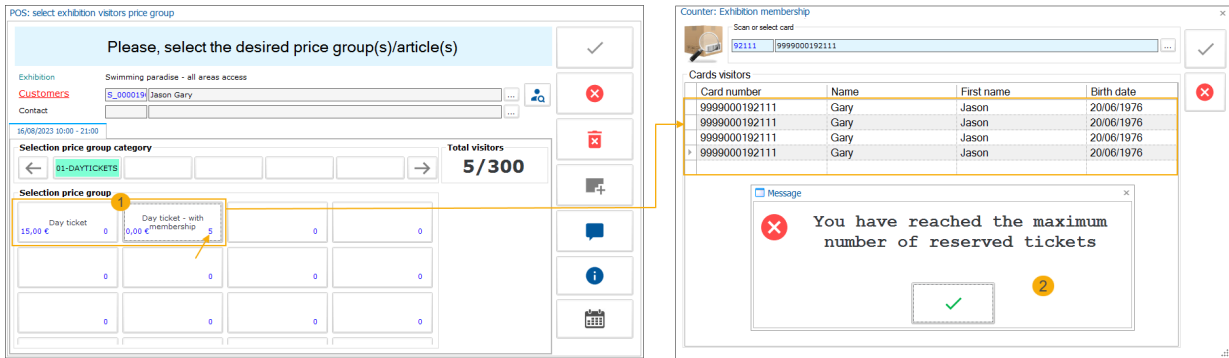 POS: select exhibition visitors price group
Please, select the desired price group(s)/article(s)
Exhibition Swimming paradise - all areas access
Customers S_000019 Jason Gary ...
Contact ...
16/08/2023 10:00 - 21:00
Selection price group category
Total visitors
01-DAYTICKETS
5/300
Selection price group
1
Day ticket
15,00 € 0
Day ticket - with membership
0,00 € 5
0 0
0 0 0 0
0 0 0 0
Counter: Exhibition membership
Scan or select card
92111 9999000192111 ...
Cards visitors
Card number Name First name Birth date
9999000192111 Gary Jason 20/06/1976
9999000192111 Gary Jason 20/06/1976
9999000192111 Gary Jason 20/06/1976
9999000192111 Gary Jason 20/06/1976
Message
You have reached the maximum
number of reserved tickets
2